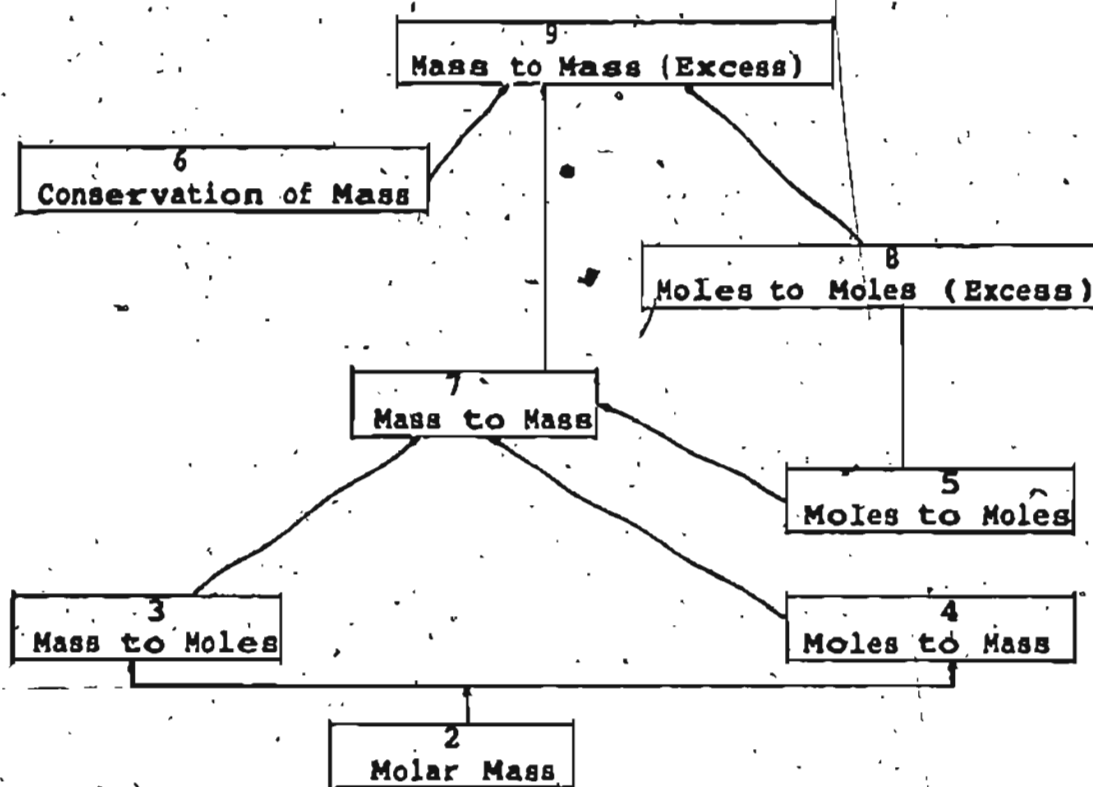 9
Mass to Mass (Excess)
6
Conservation of Mass
8
Moles to Moles (Excess)
7
Mass to Mass
5
Moles to Moles
3
Mass to Moles
4
Moles to Mass
2
Molar Mass